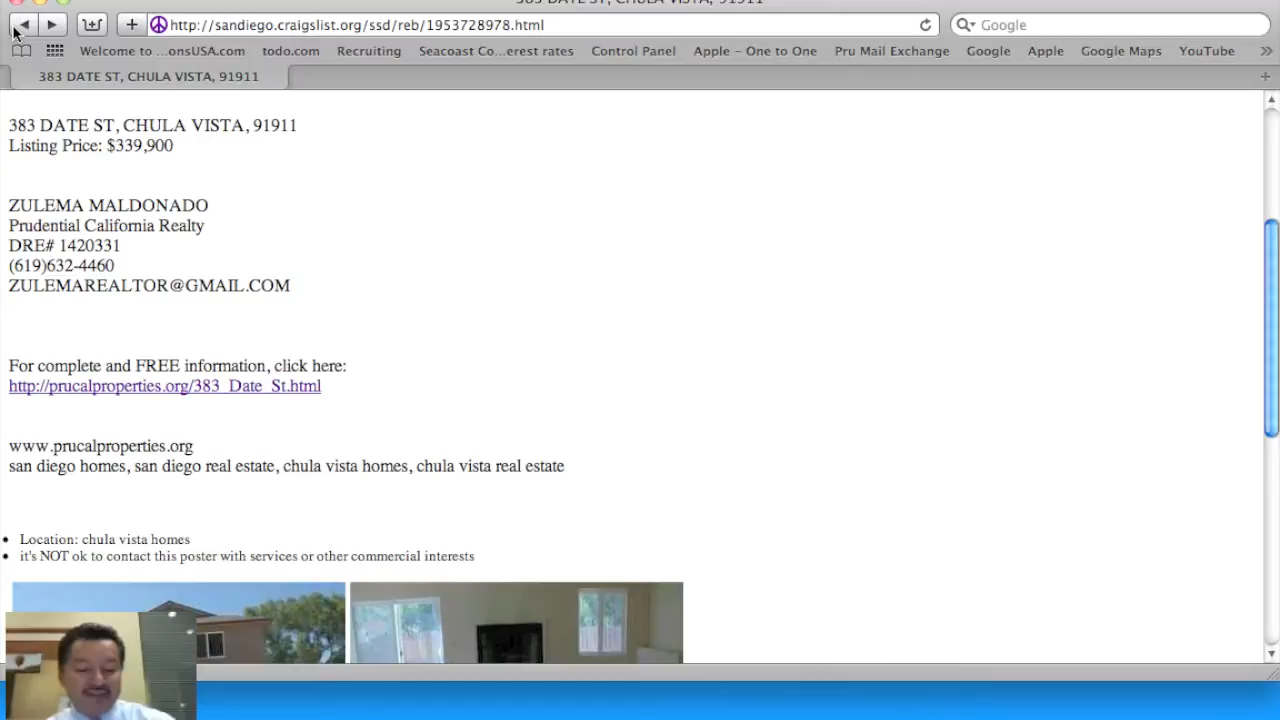 383 DATE ST, CHULA VISTA, 91911
http://sandiego.craigslist.org/ssd/reb/1953728978.html
Google
Welcome to ...onsUSA.com todo.com Recruiting Seacoast Co...erest rates Control Panel Apple – One to One Pru Mail Exchange Google Apple Google Maps YouTube »
383 DATE ST, CHULA VISTA, 91911
383 DATE ST, CHULA VISTA, 91911
Listing Price: $339,900
ZULEMA MALDONADO
Prudential California Realty
DRE# 1420331
(619)632-4460
ZULEMAREALTOR@GMAIL.COM
For complete and FREE information, click here:
http://prucalproperties.org/383_Date_St.html
www.prucalproperties.org
san diego homes, san diego real estate, chula vista homes, chula vista real estate
Location: chula vista homes
it's NOT ok to contact this poster with services or other commercial interests